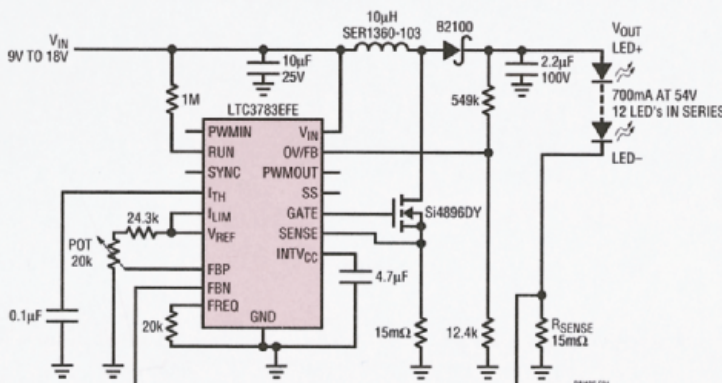 10µH
SER1360-103
B2100
VIN
9V TO 18V
10µF
25V
VOUT
LED+
2.2µF
100V
1M
549k
700mA AT 54V
12 LED's IN SERIES
LED–
LTC3783EFE
PWMIN
VIN
RUN
OV/FB
SYNC
PWMOUT
ITH
SS
ILIM
GATE
Si4896DY
VREF
SENSE
FBP
INTVCC
FBN
FREQ
GND
24.3k
POT
20k
4.7µF
0.1µF
20k
15mΩ
12.4k
RSENSE
15mΩ